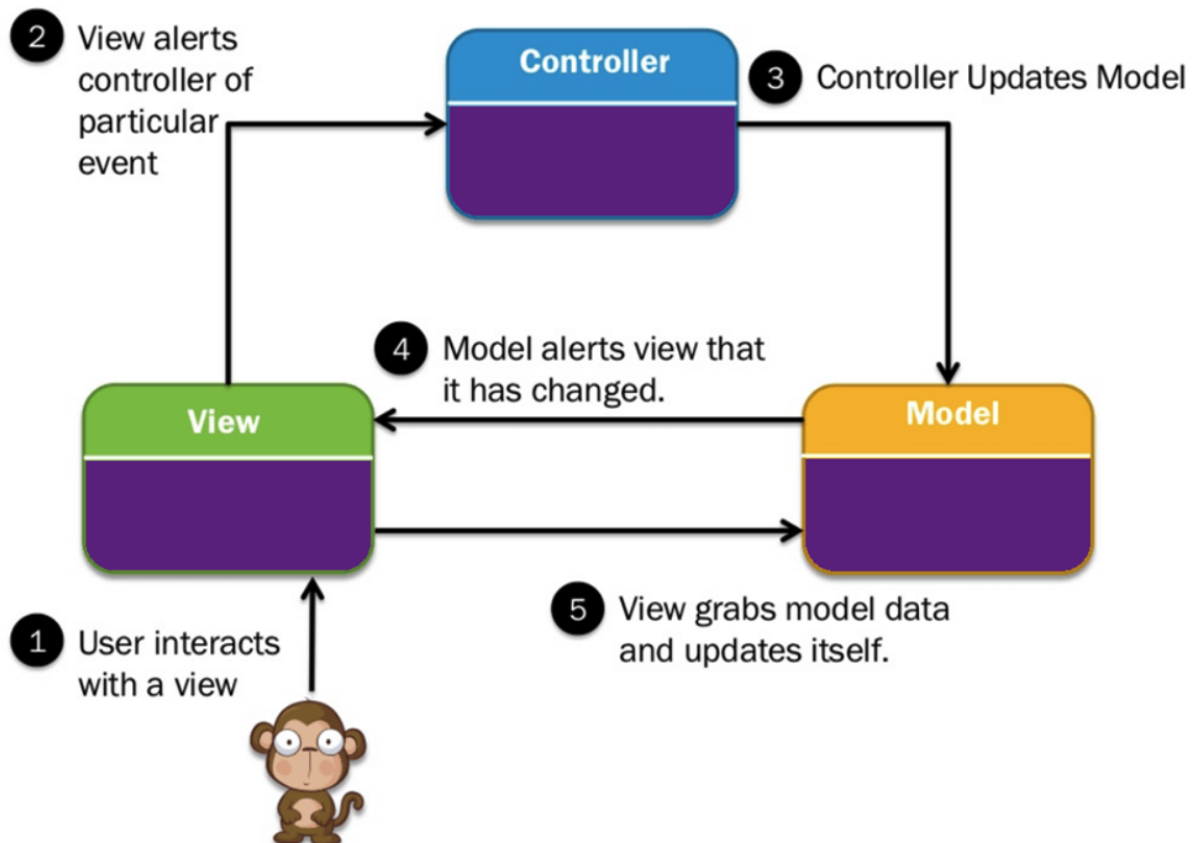 2 View alerts
controller of
particular
event
Controller
3 Controller Updates Model
4 Model alerts view that
it has changed.
View
Model
5 View grabs model data
and updates itself.
1 User interacts
with a view